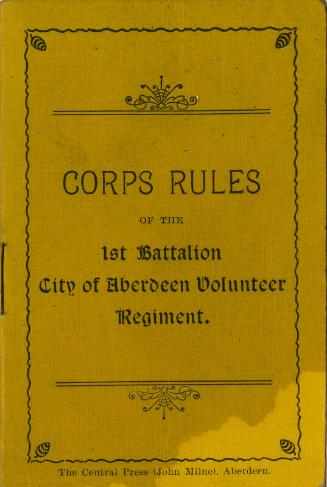 CORPS RULES
OF THE
1st Battalion
City of Aberdeen Volunteer
Regiment.
The Central Press (John Milne), Aberdeen.